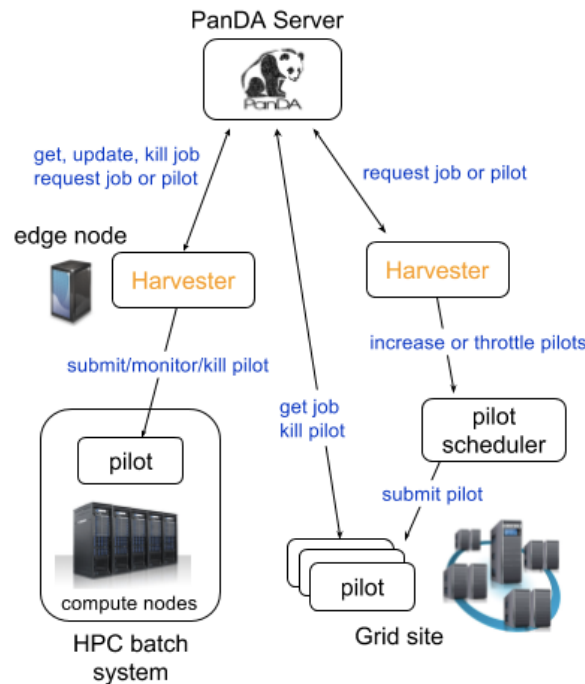 PanDA Server
PanDA
get, update, kill job
request job or pilot
request job or pilot
edge node
Harvester
Harvester
submit/monitor/kill pilot
increase or throttle pilots
get job
kill pilot
pilot
scheduler
pilot
submit pilot
pilot
compute nodes
Grid site
HPC batch
system